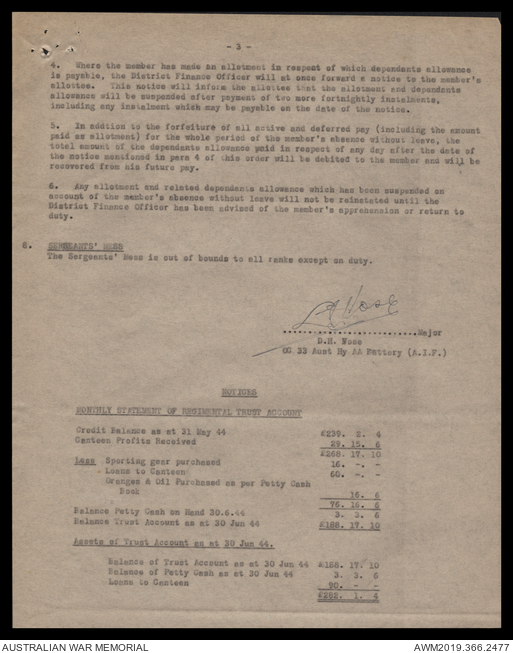 - 3 -
4. Where the member has made an allotment in respect of which dependants allowance
is payable, the District Finance Officer will at once forward a notice to the member's
allottee. This notice will inform the allottee that the allotment and dependants
allowance will be suspended after payment of two more fortnightly instalments,
including any instalment which may be payable on the date of the notice.
5. In addtion to the forfeiture of all active and deferred pay (including the amount
paid as allotment) for the whole period of the member's absence without leave, the
total amount of the dependants allowance paid in respect of any day after the date of
the notice mentioned in para 4 of this order will be debited to the member and will be
recovered from his future pay.
6. Any allotment and related dependants allowance which has been suspended on
account of the member's absence without leave will not be reinstated until the
District Finance Officer has been advised of the member's apprehension or return to
duty.
8. SERGEANTS' MESS
The Sergeants' Mess is out of bounds to all ranks except on duty.
Major
D.H. Vose
OC 33 Aust Hy AA Battery (A.I.F.)
NOTICES
MONTHLY STATEMENT OF REGIMENTAL TRUST ACCOUNT
Credit Balance as at 31 May 44 £239. 2. 4
Canteen Profits Received 29. 15. 6
£268. 17. 10
Less Sporting gear purchased 16. -. -
Loans to Canteen 60. -. -
Oranges & Oil Purchased as per Petty Cash
Book 16. 6
76. 16. 6
Balance Petty Cash on Hand 30.6.44 3. 3. 6
Balance Trust Account as at 30 Jun 44 £188. 17. 10
Assets of Trust Account as at 30 Jun 44.
Balance of Trust Account as at 30 Jun 44 £188. 17. 10
Balance of Petty Cash as at 30 Jun 44 3. 3. 6
Loans to Canteen 90. - -
£282. 1. 4
AUSTRALIAN WAR MEMORIAL AWM2019.366.2477